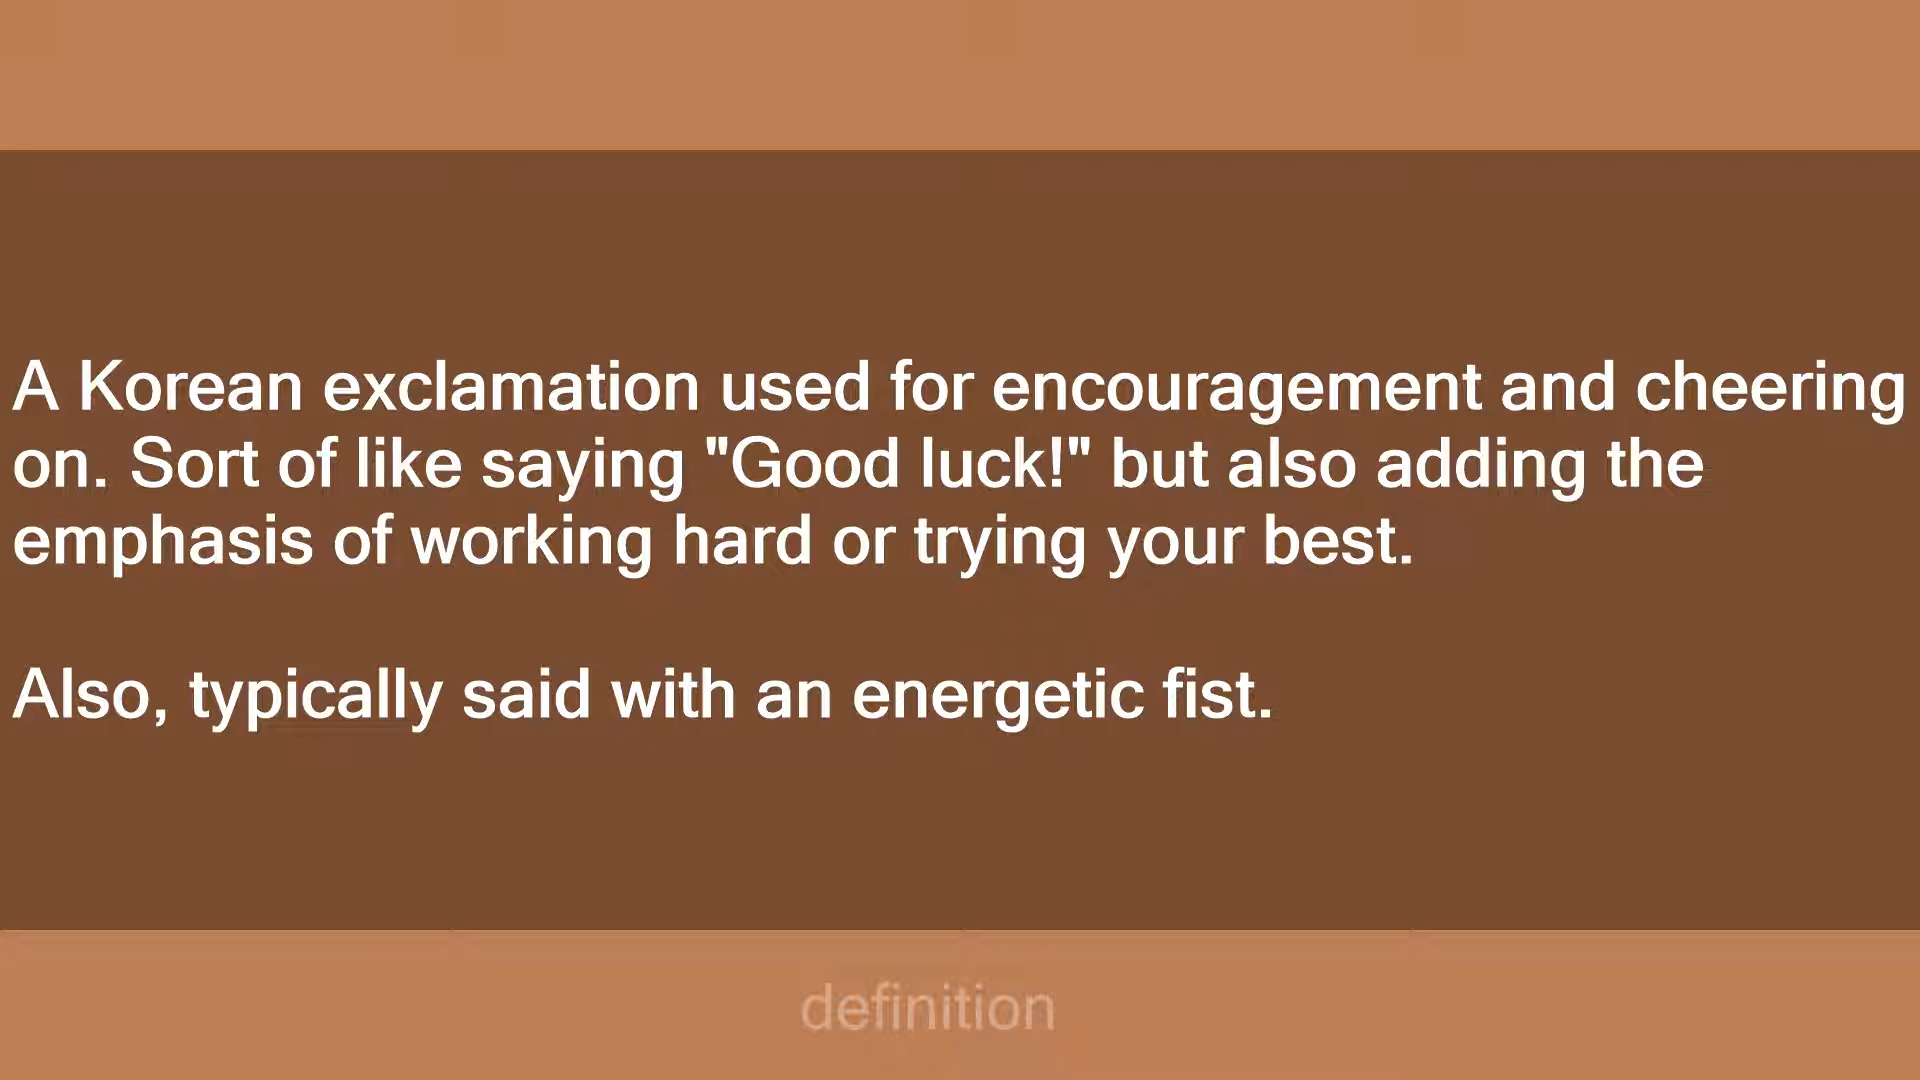 A Korean exclamation used for encouragement and cheering
on. Sort of like saying "Good luck!" but also adding the
emphasis of working hard or trying your best.
Also, typically said with an energetic fist.
definition